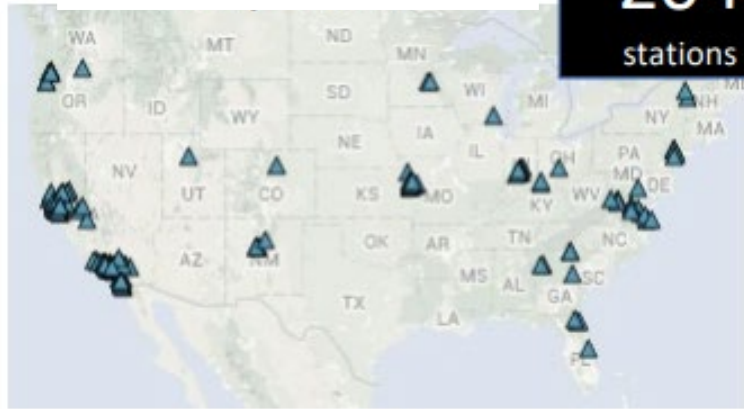 stations
WA
MT
ND
MN
OR
ID
SD
WI
MI
WY
NY
NH
MA
IA
NE
IL
OH
PA
NV
UT
CO
KS
MO
KY
WV
MD
DE
AZ
NM
OK
AR
TN
NC
MS
AL
GA
SC
TX
LA
FL